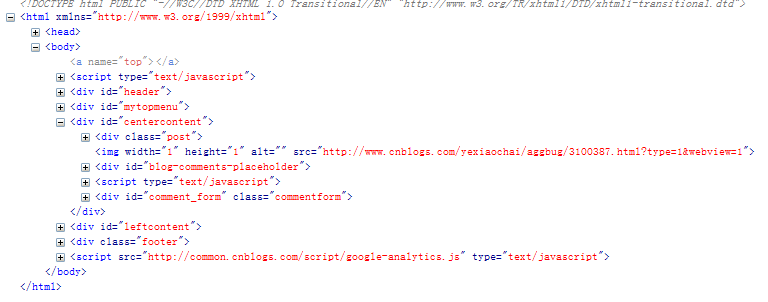 <!DOCTYPE html PUBLIC "-//W3C//DTD XHTML 1.0 Transitional//EN" "http://www.w3.org/TR/xhtml1/DTD/xhtml1-transitional.dtd">
<html xmlns="http://www.w3.org/1999/xhtml">
<head>
<body>
<a name="top"></a>
<script type="text/javascript">
<div id="header">
<div id="mytopmenu">
<div id="centercontent">
<div class="post">
<img width="1" height="1" alt="" src="http://www.cnblogs.com/yexiaochai/aggbug/3100387.html?type=1&webview=1">
<div id="blog-comments-placeholder">
<script type="text/javascript">
<div id="comment_form" class="commentform">
</div>
<div id="leftcontent">
<div class="footer">
<script src="http://common.cnblogs.com/script/google-analytics.js" type="text/javascript">
</body>
</html>